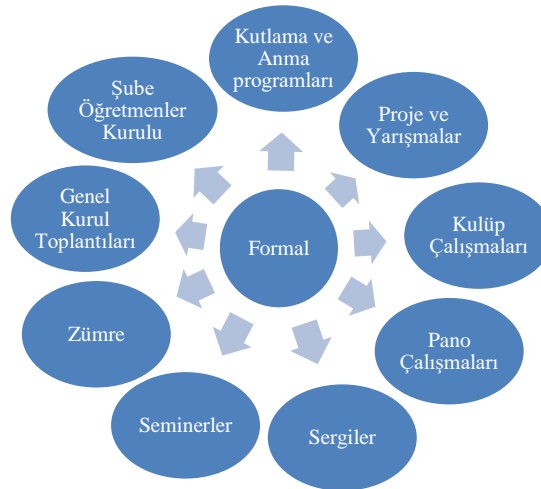 Kutlama ve
Anma
programları
Proje ve
Yarışmalar
Kulüp
Çalışmaları
Pano
Çalışmaları
Sergiler
Seminerler
Zümre
Genel
Kurul
Toplantıları
Şube
Öğretmenler
Kurulu
Formal